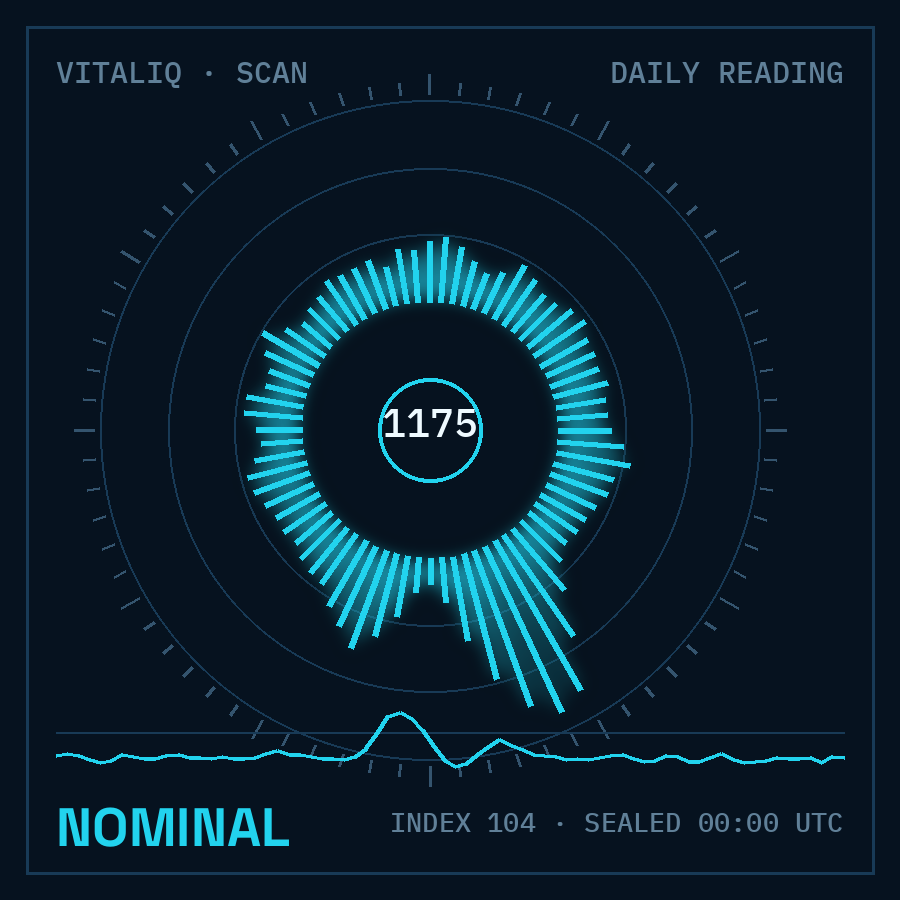 VITALIQ · SCAN
DAILY READING
1175
NOMINAL
INDEX 104 · SEALED 00:00 UTC